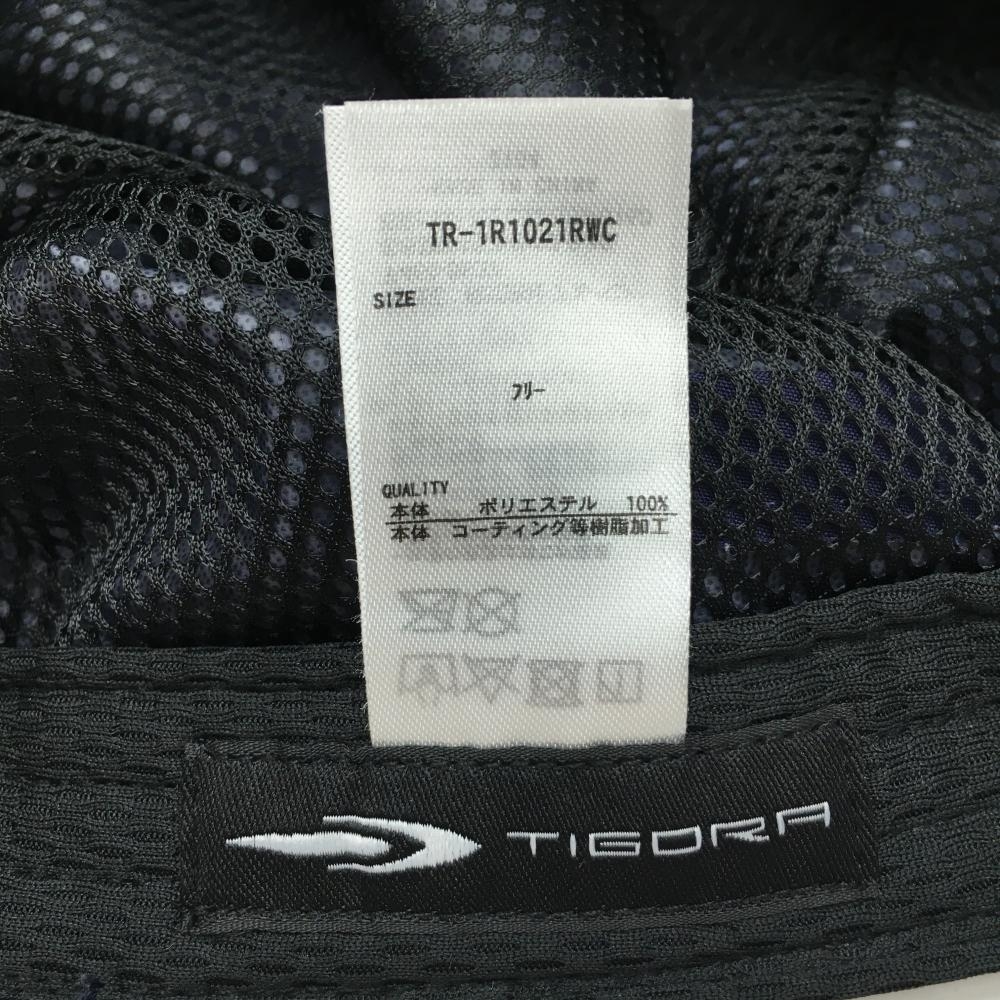 TR-1R1021RWC
SIZE
フリー
QUALITY
本体 ポリエステル 100%
本体 コーティング等樹脂加工
TIGORA